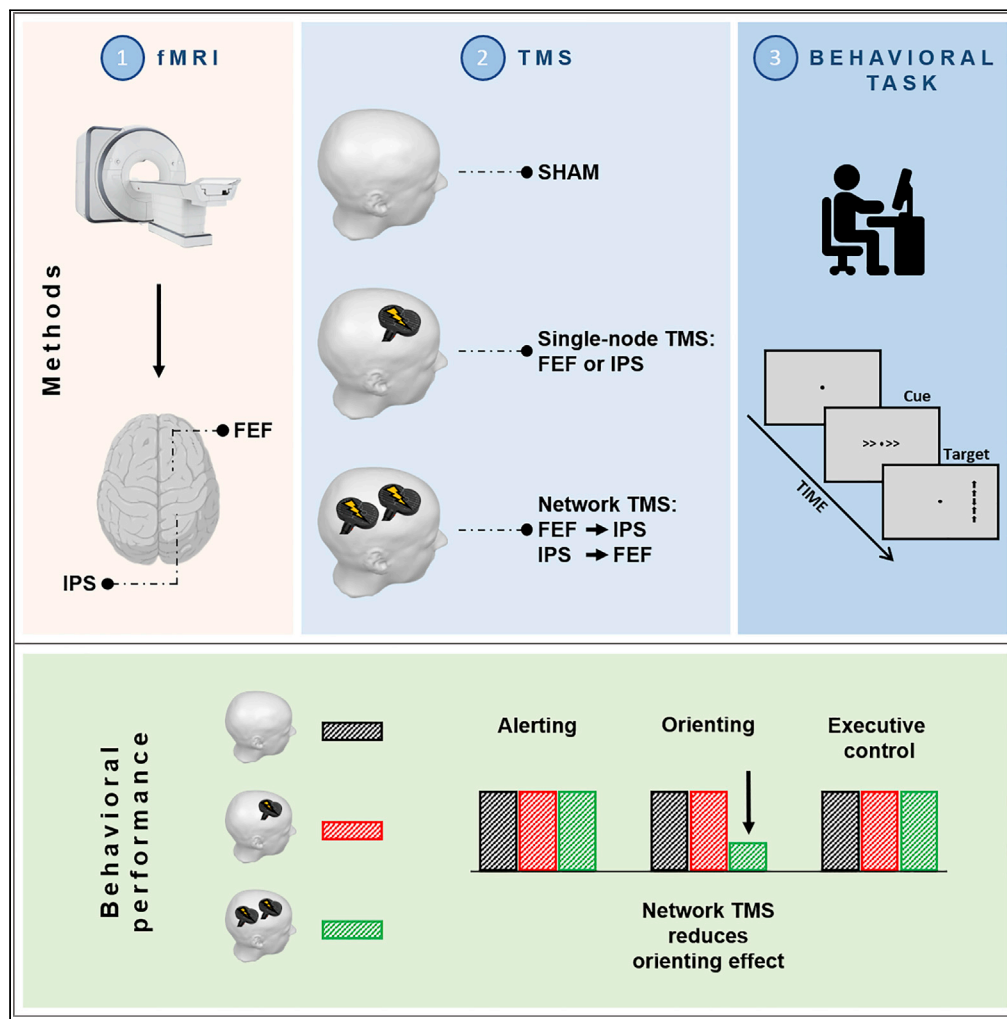 1 fMRI
Methods
FEF
IPS
2 TMS
SHAM
Single-node TMS:
FEF or IPS
Network TMS:
FEF → IPS
IPS → FEF
3 BEHAVIORAL
TASK
Cue
>> • >>
Target
TIME
Behavioral
performance
Alerting
Orienting
Executive
control
Network TMS
reduces
orienting effect